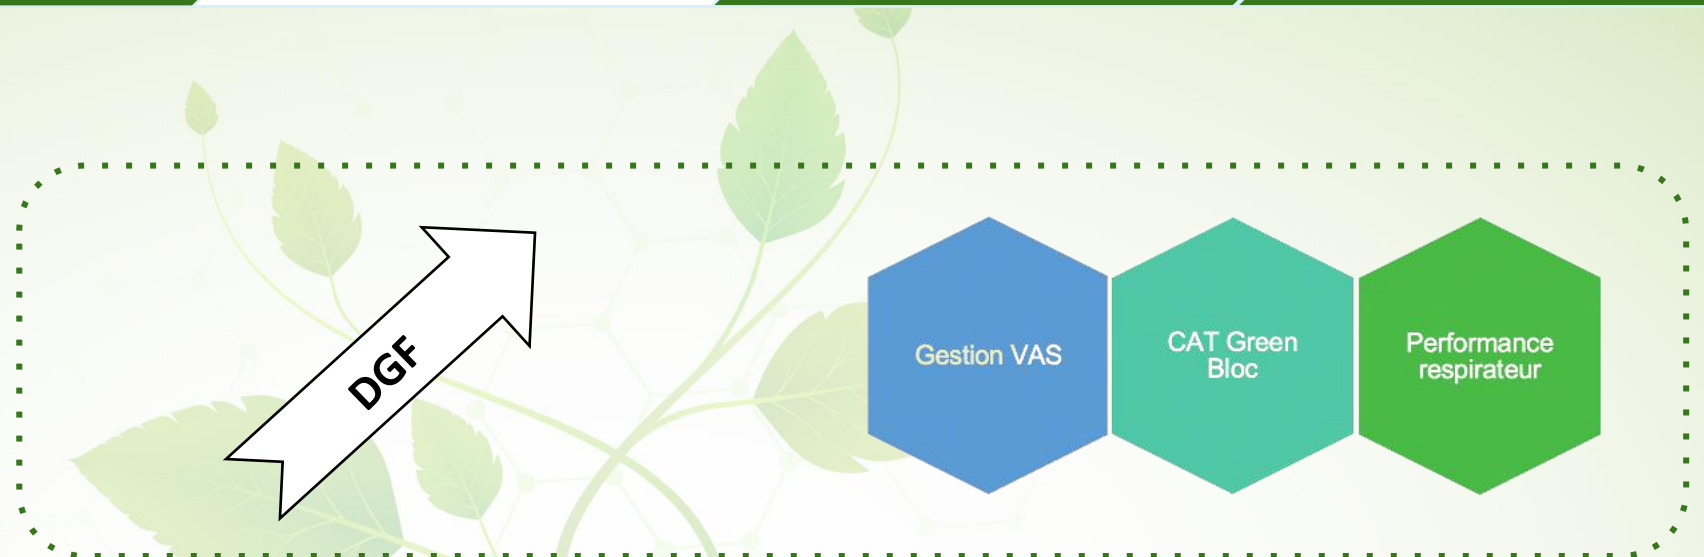 DGF
Gestion VAS
CAT Green
Bloc
Performance
respirateur